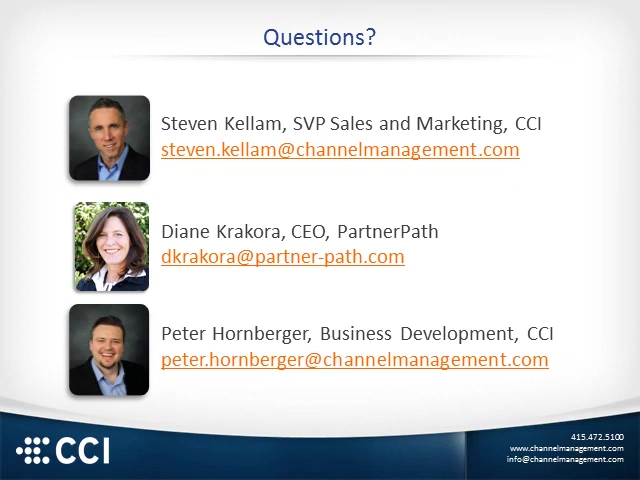 Questions?
Steven Kellam, SVP Sales and Marketing, CCI
steven.kellam@channelmanagement.com
Diane Krakora, CEO, PartnerPath
dkrakora@partner-path.com
Peter Hornberger, Business Development, CCI
peter.hornberger@channelmanagement.com
CCI
415.472.5100
www.channelmanagement.com
info@channelmanagement.com